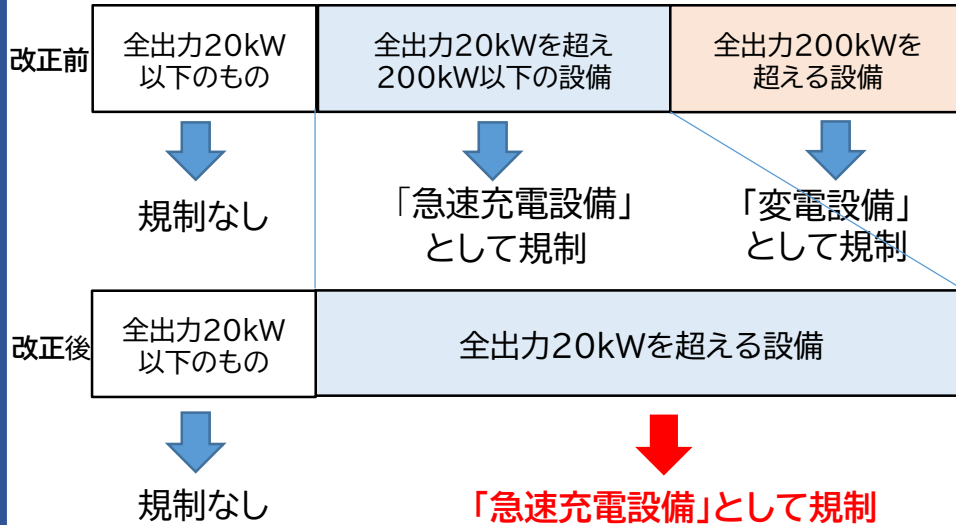 改正前
全出力20kW
以下のもの
全出力20kWを超え
200kW以下の設備
全出力200kWを
超える設備
規制なし
「急速充電設備」
として規制
「変電設備」
として規制
改正後
全出力20kW
以下のもの
全出力20kWを超える設備
規制なし
「急速充電設備」として規制